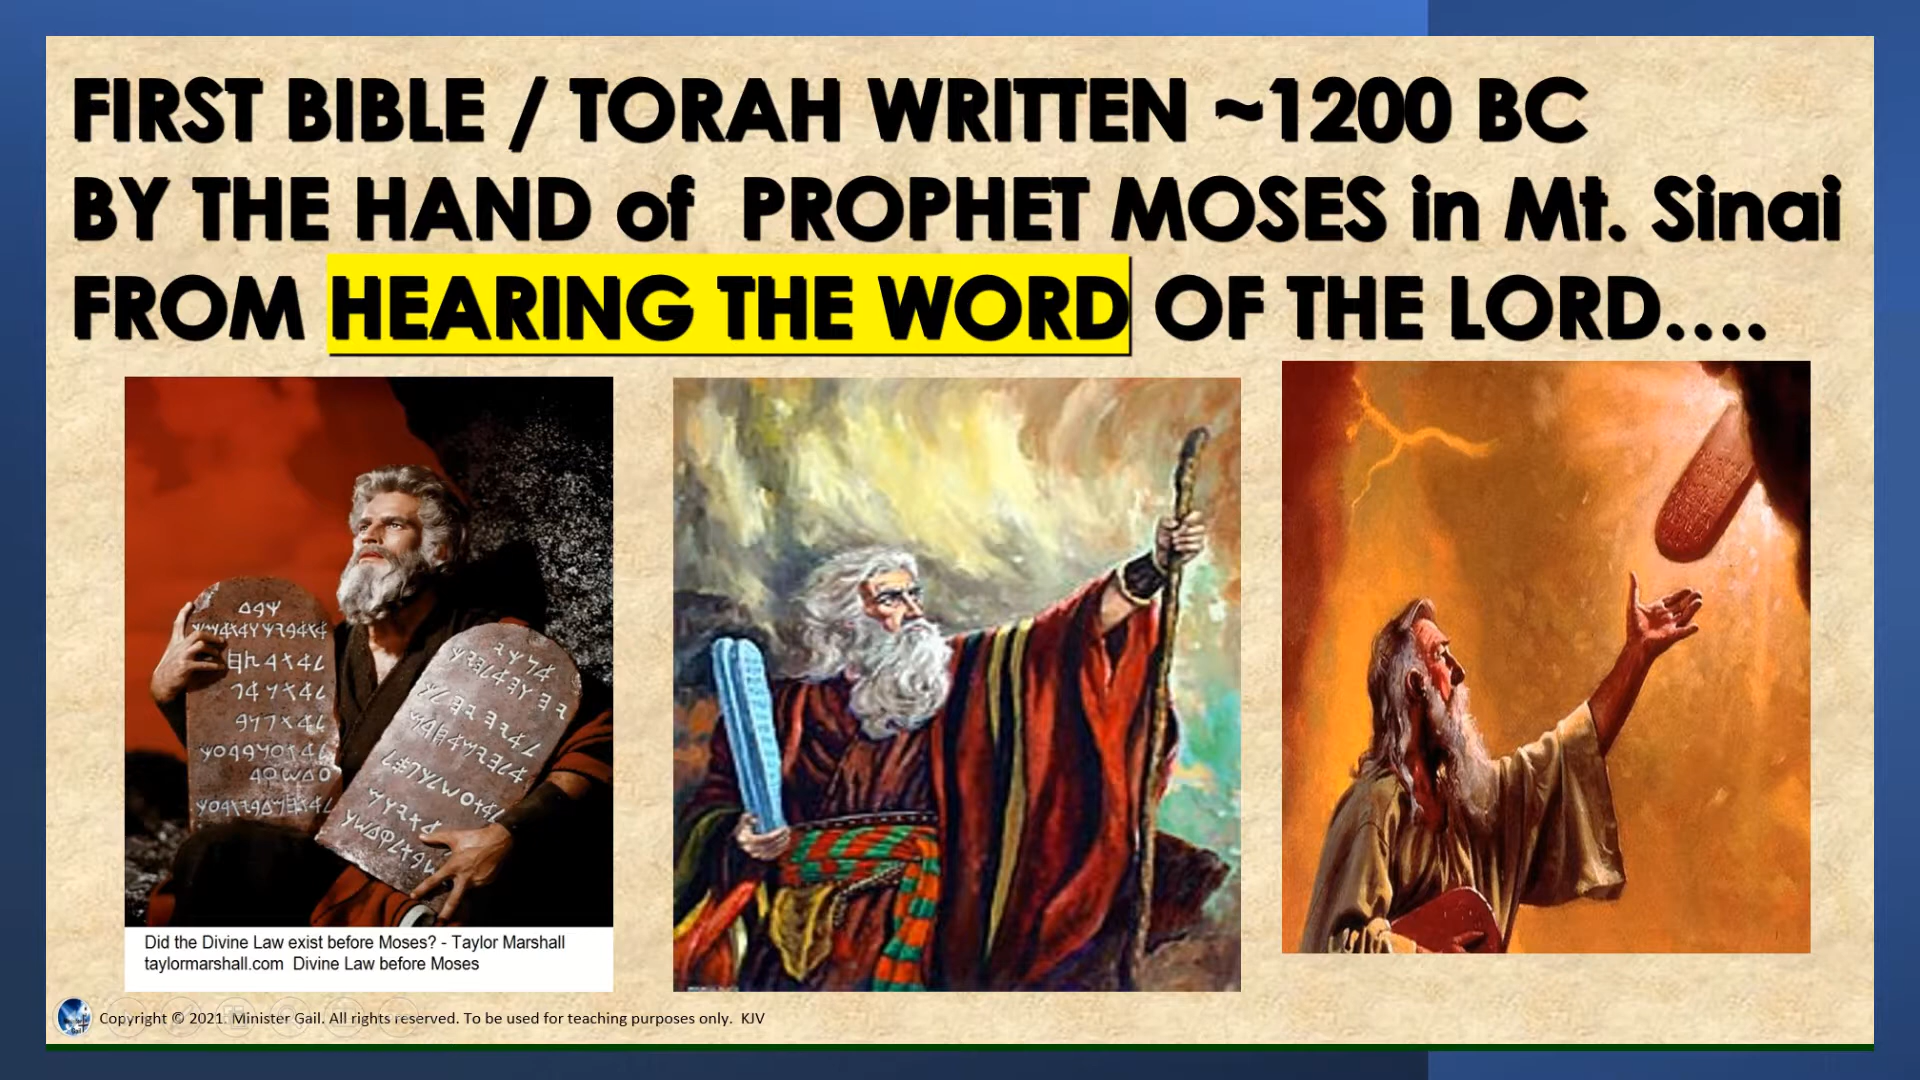 FIRST BIBLE / TORAH WRITTEN ~1200 BC
BY THE HAND of PROPHET MOSES in Mt. Sinai
FROM HEARING THE WORD OF THE LORD....
Did the Divine Law exist before Moses? - Taylor Marshall
taylormarshall.com Divine Law before Moses
Copyright © 2021. Minister Gail. All rights reserved. To be used for teaching purposes only. KJV